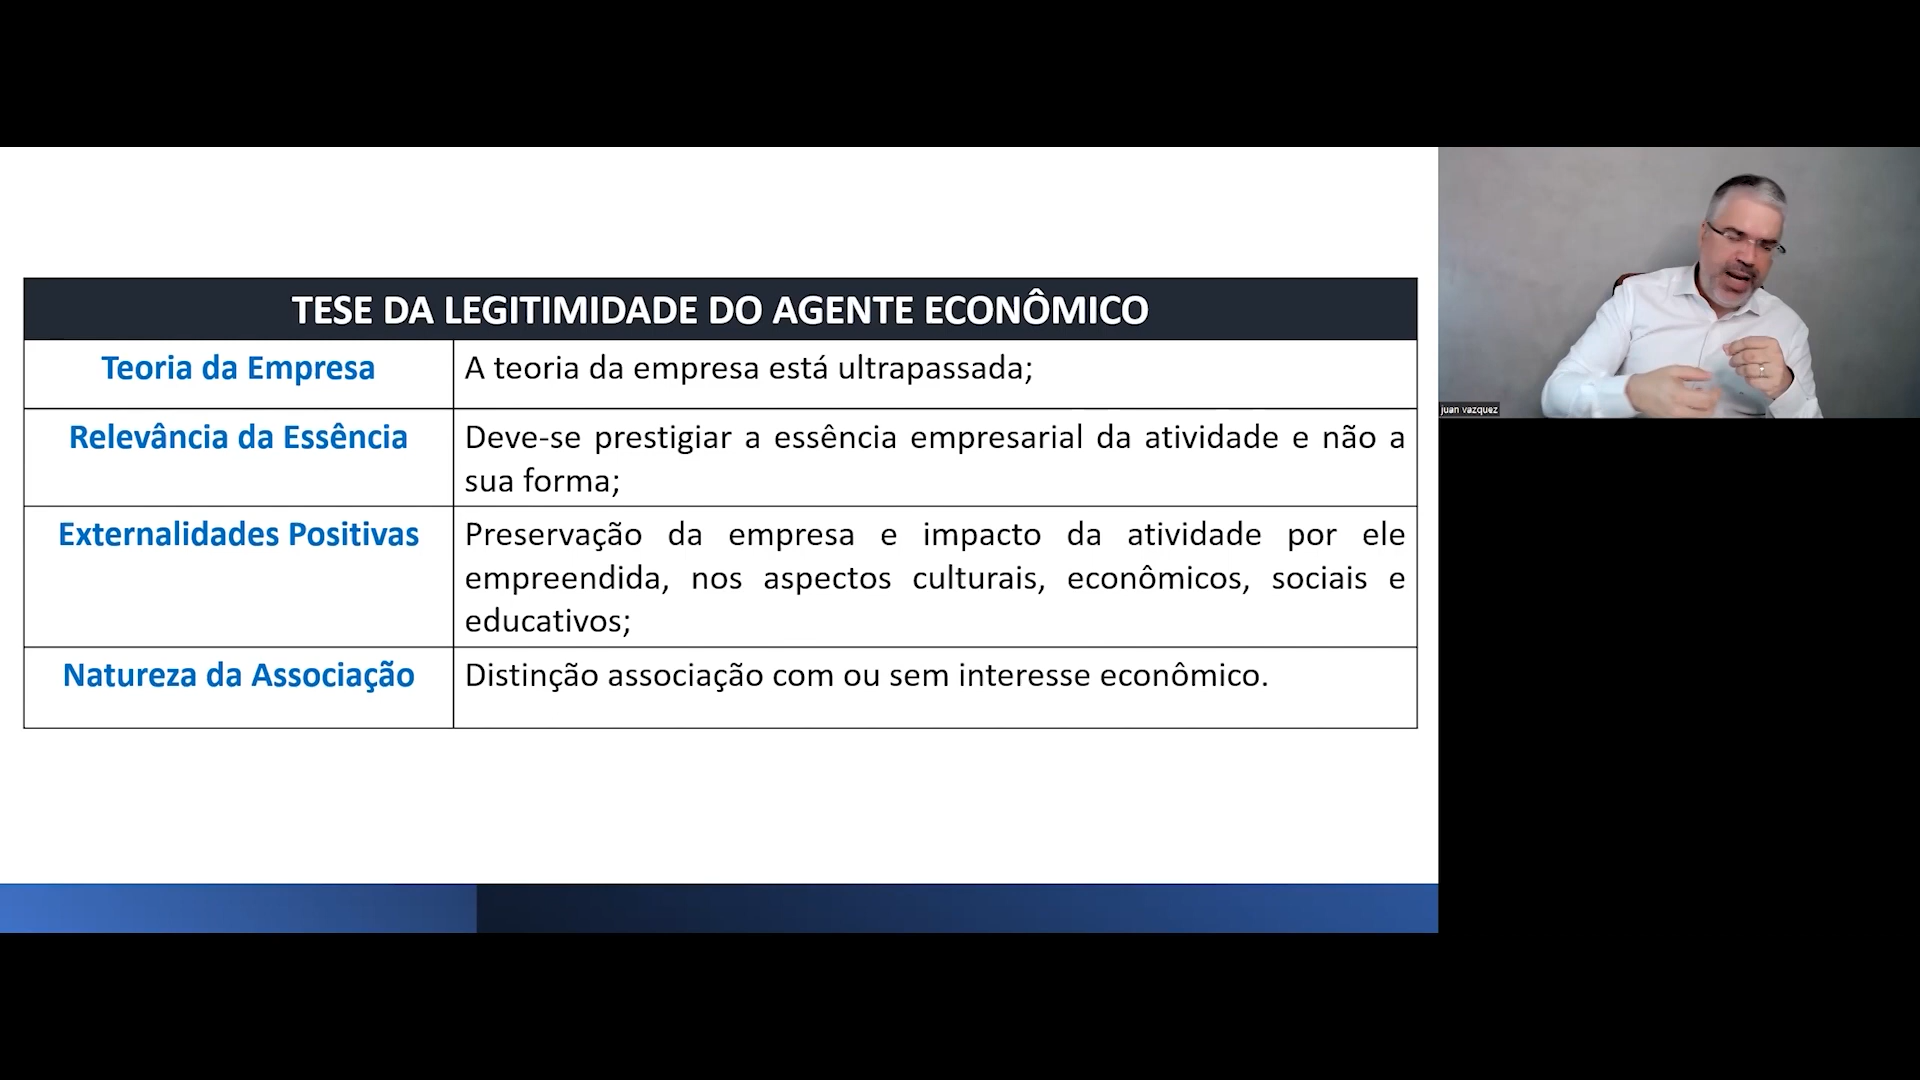 TESE DA LEGITIMIDADE DO AGENTE ECONÔMICO
Teoria da Empresa
A teoria da empresa está ultrapassada;
Relevância da Essência
Deve-se prestigiar a essência empresarial da atividade e não a
sua forma;
Externalidades Positivas
Preservação da empresa e impacto da atividade por ele
empreendida, nos aspectos culturais, econômicos, sociais e
educativos;
Natureza da Associação
Distinção associação com ou sem interesse econômico.
juan vazquez